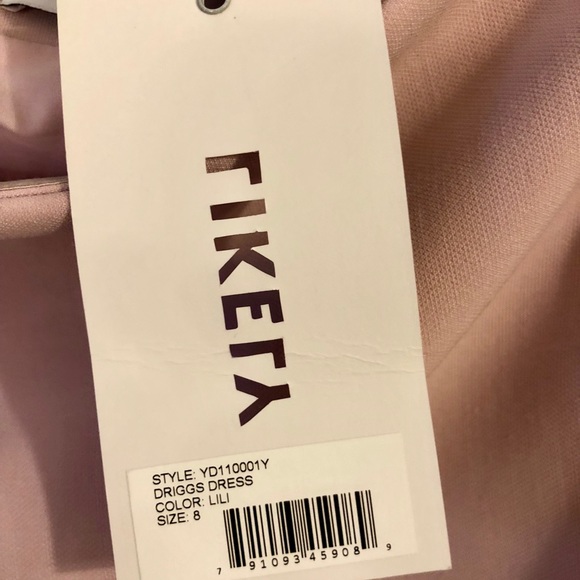 LIKELY
STYLE: YD110001Y
DRIGGS DRESS
COLOR: LILI
SIZE: 8
7 91093 45908 9